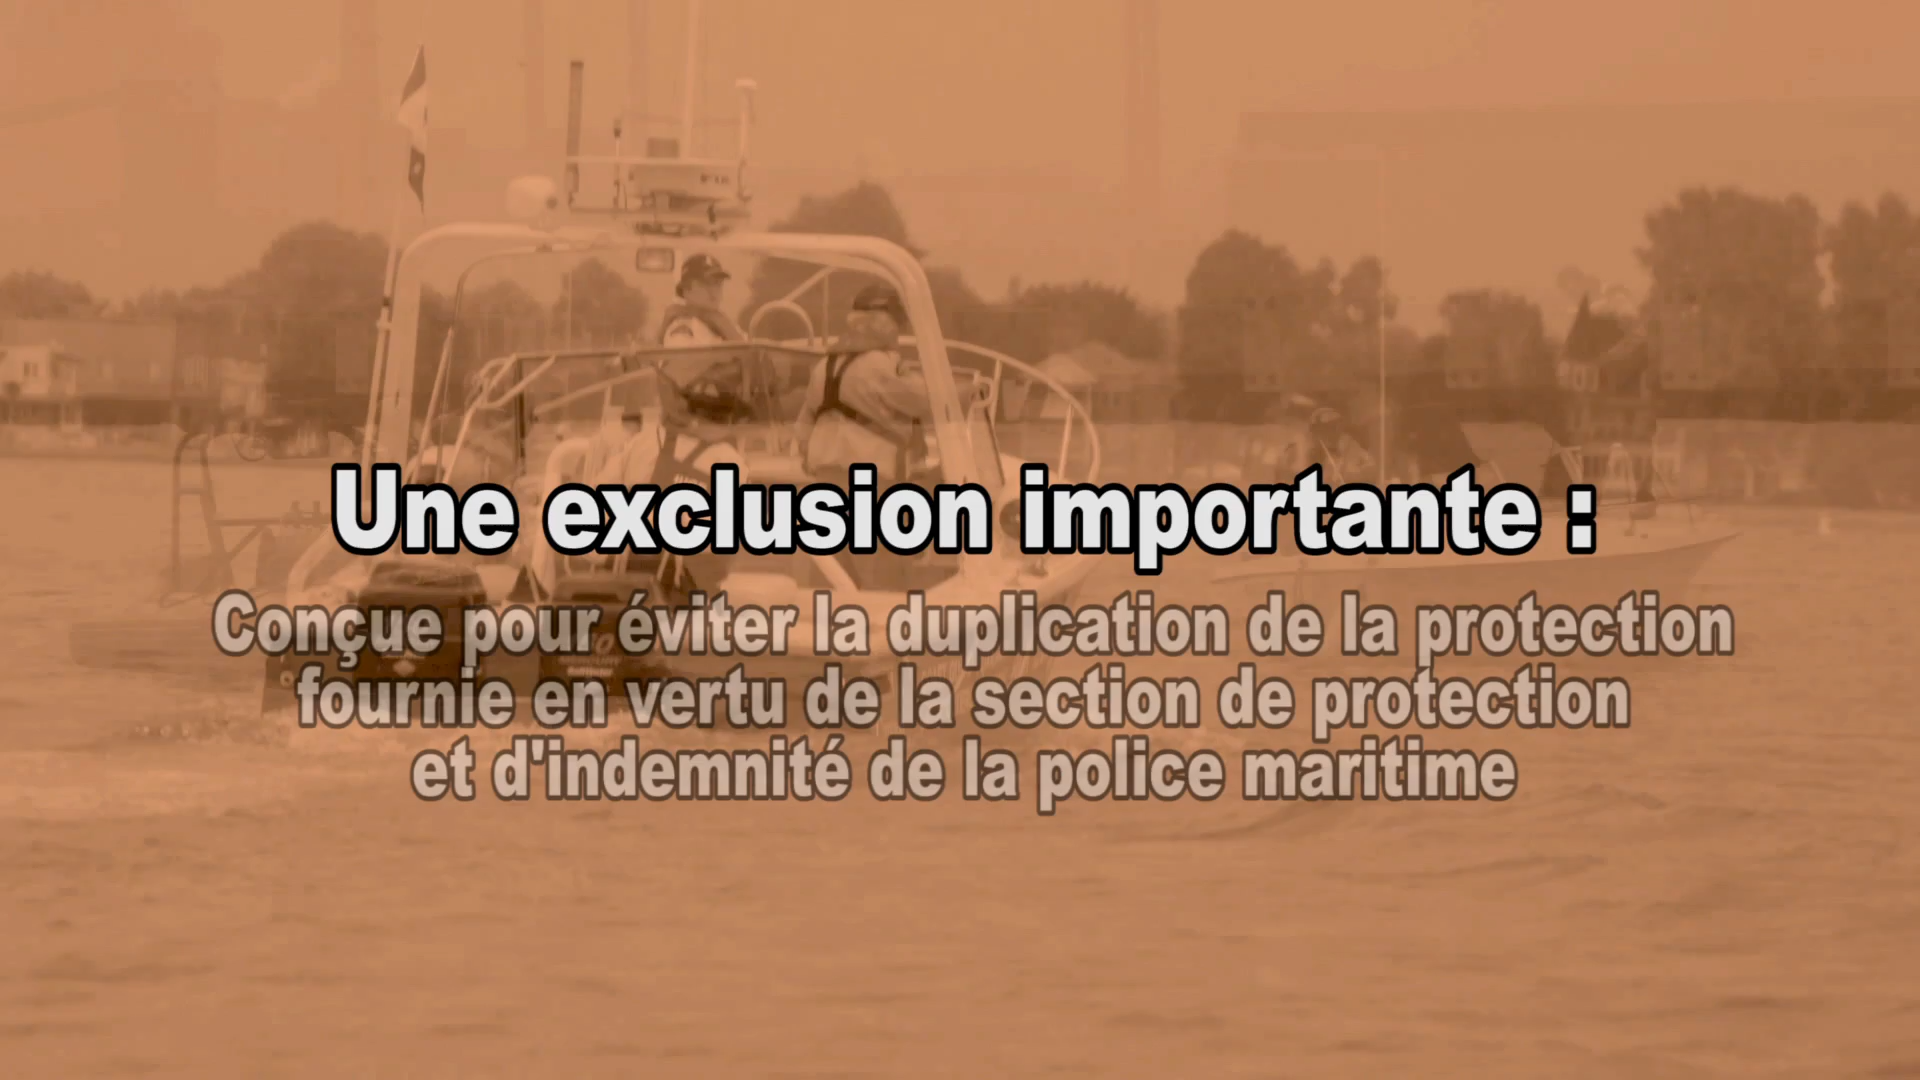 Une exclusion importante :
Conçue pour éviter la duplication de la protection
fournie en vertu de la section de protection
et d'indemnité de la police maritime